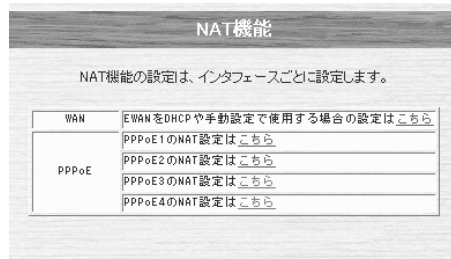 NAT機能
NAT機能の設定は、インタフェースごとに設定します。
WAN
EWANをDHCPや手動設定で使用する場合の設定はこちら
PPPoE
PPPoE1のNAT設定はこちら
PPPoE2のNAT設定はこちら
PPPoE3のNAT設定はこちら
PPPoE4のNAT設定はこちら